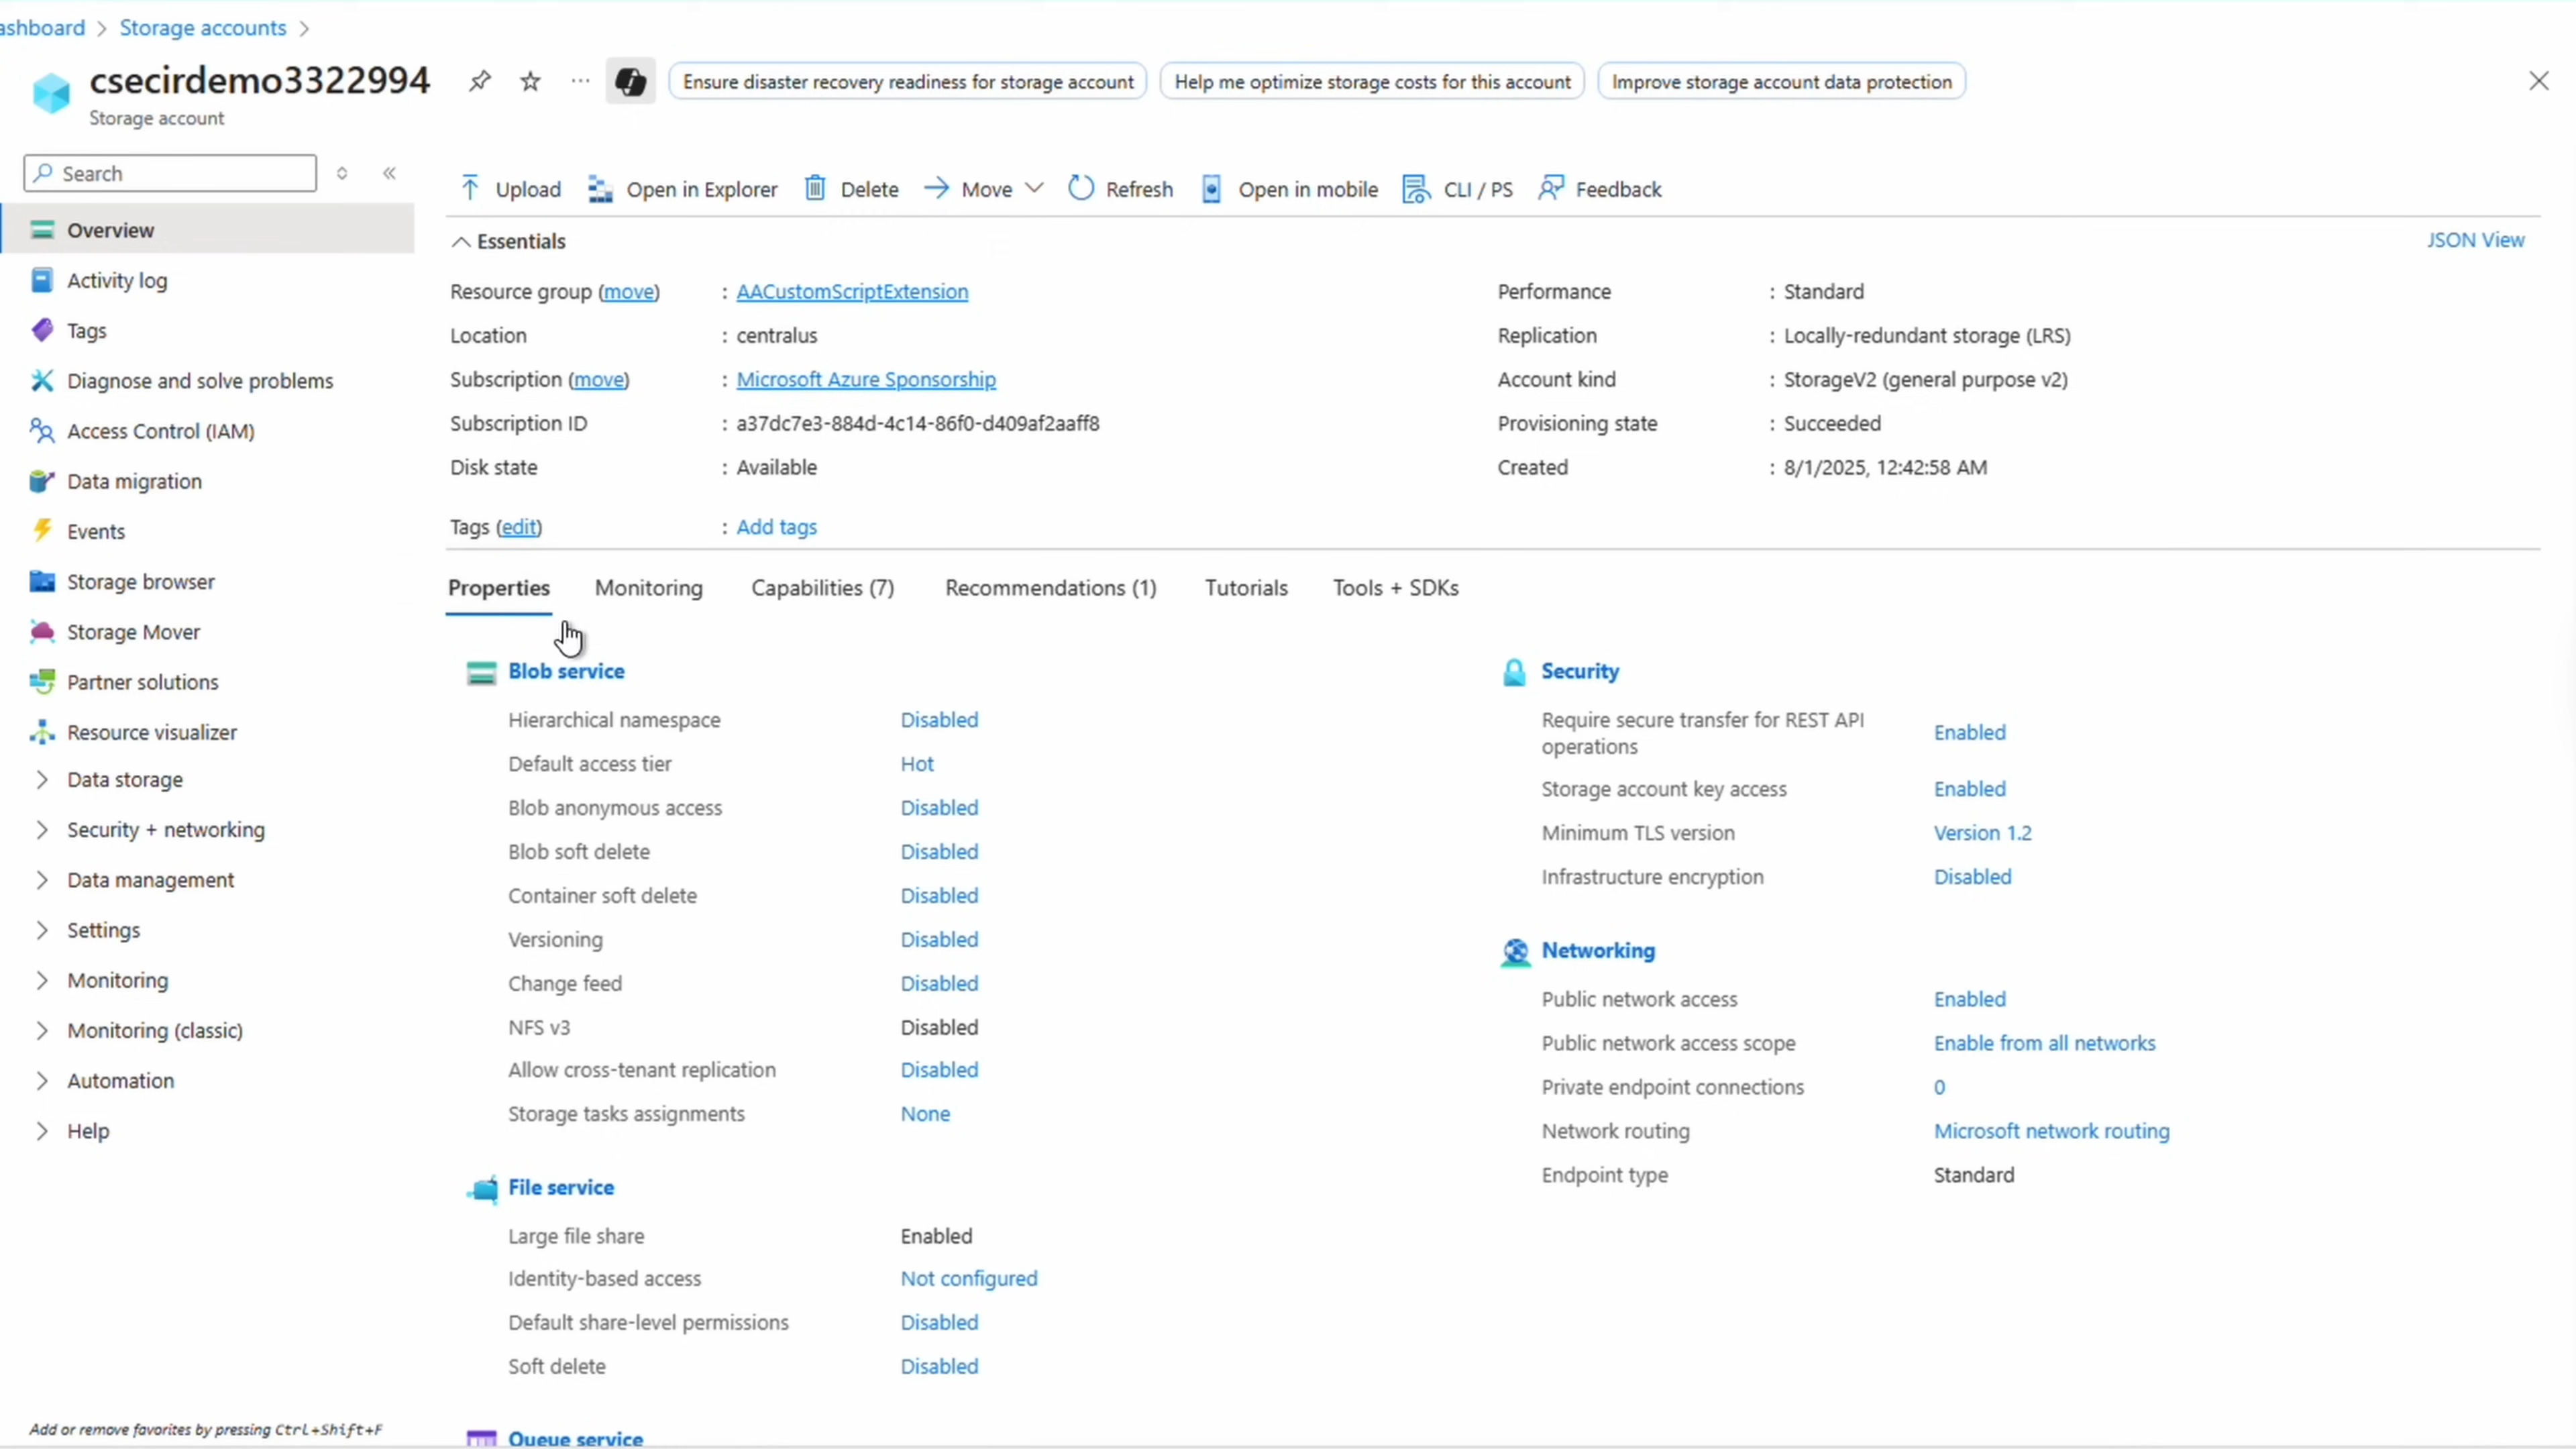 ashboard > Storage accounts >
csecirdemo3322994
Storage account
Ensure disaster recovery readiness for storage account
Help me optimize storage costs for this account
Improve storage account data protection
Search
Upload
Open in Explorer
Delete
Move
Refresh
Open in mobile
CLI / PS
Feedback
Overview
Activity log
Tags
Diagnose and solve problems
Access Control (IAM)
Data migration
Events
Storage browser
Storage Mover
Partner solutions
Resource visualizer
Data storage
Security + networking
Data management
Settings
Monitoring
Monitoring (classic)
Automation
Help
Add or remove favorites by pressing Ctrl+Shift+F
Essentials
JSON View
Resource group (move) : AACustomScriptExtension
Location : centralus
Subscription (move) : Microsoft Azure Sponsorship
Subscription ID : a37dc7e3-884d-4c14-86f0-d409af2aaff8
Disk state : Available
Tags (edit) : Add tags
Performance : Standard
Replication : Locally-redundant storage (LRS)
Account kind : StorageV2 (general purpose v2)
Provisioning state : Succeeded
Created : 8/1/2025, 12:42:58 AM
Properties
Monitoring
Capabilities (7)
Recommendations (1)
Tutorials
Tools + SDKs
Blob service
Hierarchical namespace Disabled
Default access tier Hot
Blob anonymous access Disabled
Blob soft delete Disabled
Container soft delete Disabled
Versioning Disabled
Change feed Disabled
NFS v3 Disabled
Allow cross-tenant replication Disabled
Storage tasks assignments None
File service
Large file share Enabled
Identity-based access Not configured
Default share-level permissions Disabled
Soft delete Disabled
Queue service
Security
Require secure transfer for REST API
operations Enabled
Storage account key access Enabled
Minimum TLS version Version 1.2
Infrastructure encryption Disabled
Networking
Public network access Enabled
Public network access scope Enable from all networks
Private endpoint connections 0
Network routing Microsoft network routing
Endpoint type Standard